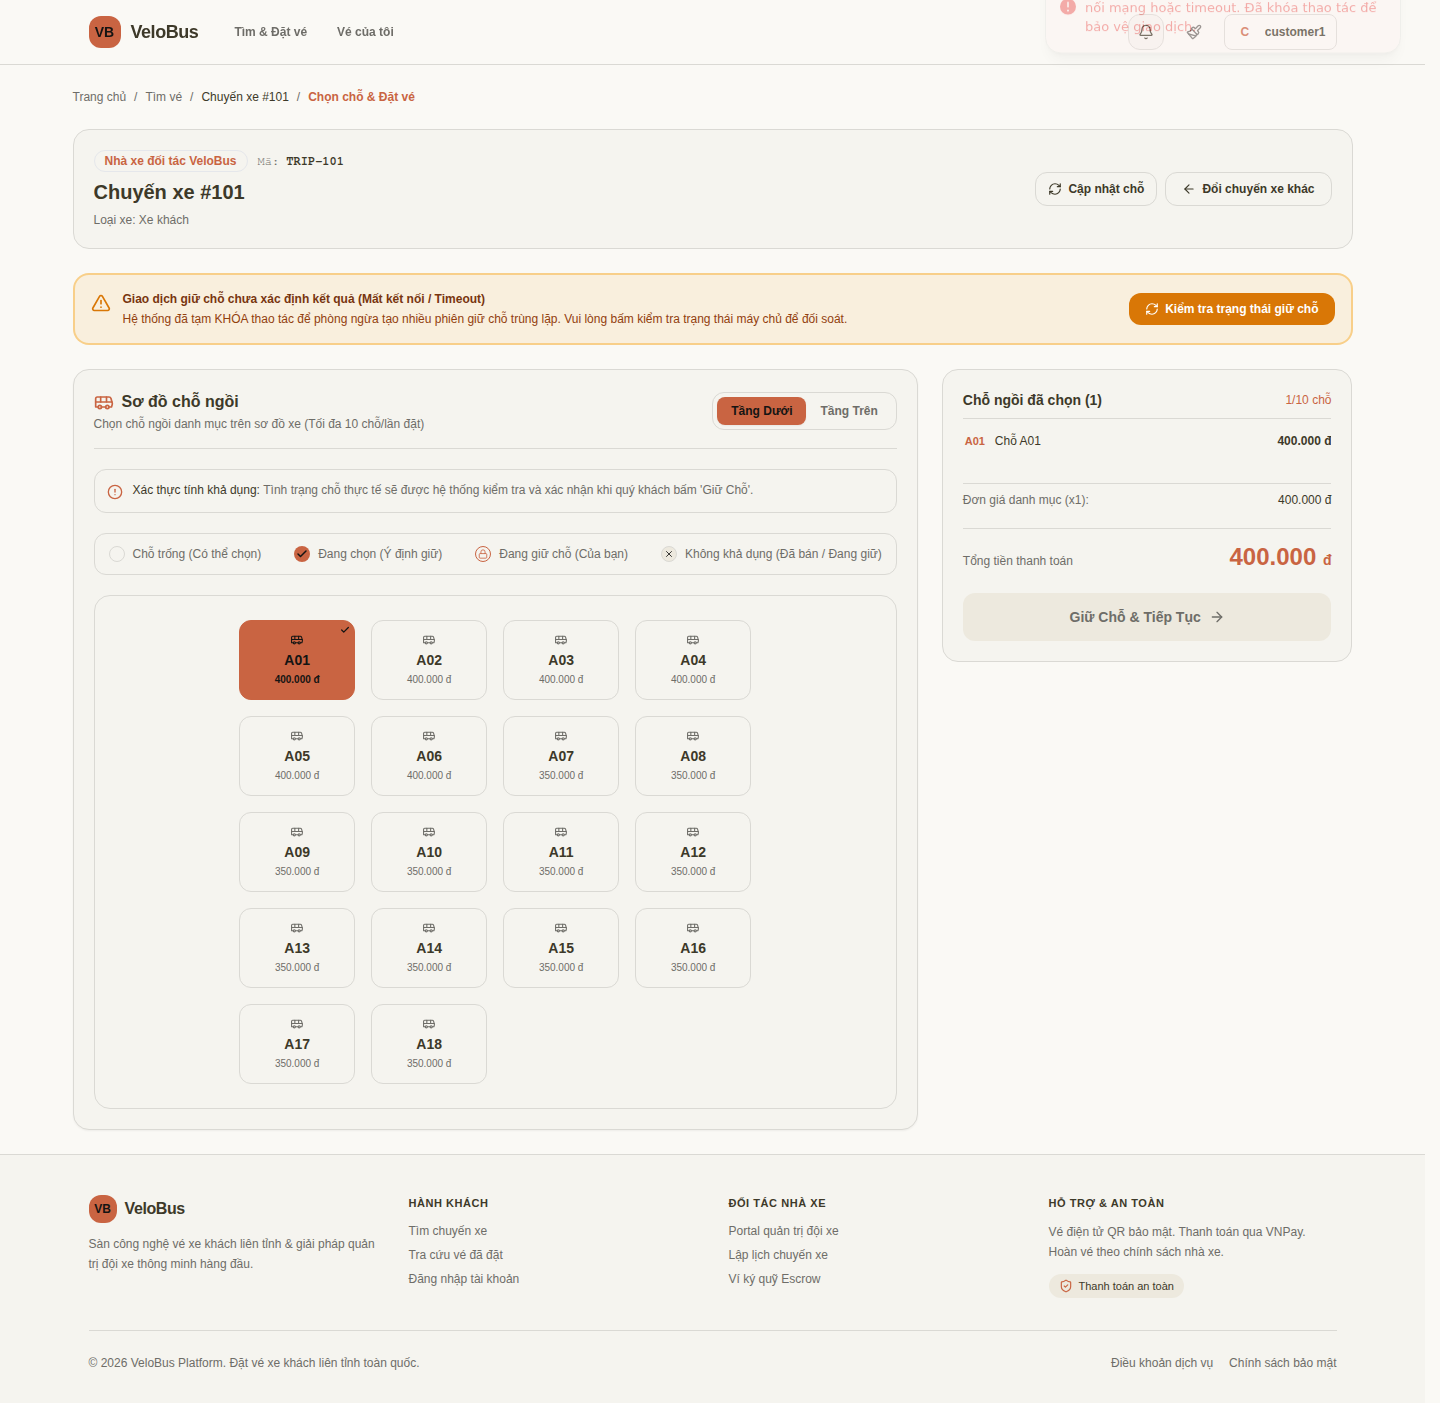 VB VeloBus Tìm & Đặt vé Vé của tôi
nối mạng hoặc timeout. Đã khóa thao tác để
bảo vệ giao dịch.
C customer1
Trang chủ / Tìm vé / Chuyến xe #101 / Chọn chỗ & Đặt vé
Nhà xe đối tác VeloBus Mã: TRIP-101
Chuyến xe #101
Loại xe: Xe khách
Cập nhật chỗ
Đổi chuyến xe khác
Giao dịch giữ chỗ chưa xác định kết quả (Mất kết nối / Timeout)
Hệ thống đã tạm KHÓA thao tác để phòng ngừa tạo nhiều phiên giữ chỗ trùng lặp. Vui lòng bấm kiểm tra trạng thái máy chủ để đối soát.
Kiểm tra trạng thái giữ chỗ
Sơ đồ chỗ ngồi
Chọn chỗ ngồi danh mục trên sơ đồ xe (Tối đa 10 chỗ/lần đặt)
Tầng Dưới Tầng Trên
Xác thực tính khả dụng: Tình trạng chỗ thực tế sẽ được hệ thống kiểm tra và xác nhận khi quý khách bấm 'Giữ Chỗ'.
Chỗ trống (Có thể chọn) Đang chọn (Ý định giữ) Đang giữ chỗ (Của bạn) Không khả dụng (Đã bán / Đang giữ)
A01 A02 A03 A04
400.000 đ 400.000 đ 400.000 đ 400.000 đ
A05 A06 A07 A08
400.000 đ 400.000 đ 350.000 đ 350.000 đ
A09 A10 A11 A12
350.000 đ 350.000 đ 350.000 đ 350.000 đ
A13 A14 A15 A16
350.000 đ 350.000 đ 350.000 đ 350.000 đ
A17 A18
350.000 đ 350.000 đ
Chỗ ngồi đã chọn (1) 1/10 chỗ
A01 Chỗ A01 400.000 đ
Đơn giá danh mục (x1): 400.000 đ
Tổng tiền thanh toán 400.000 đ
Giữ Chỗ & Tiếp Tục
VB VeloBus
Sàn công nghệ vé xe khách liên tỉnh & giải pháp quản
trị đội xe thông minh hàng đầu.
HÀNH KHÁCH
Tìm chuyến xe
Tra cứu vé đã đặt
Đăng nhập tài khoản
ĐỐI TÁC NHÀ XE
Portal quản trị đội xe
Lập lịch chuyến xe
Ví ký quỹ Escrow
HỖ TRỢ & AN TOÀN
Vé điện tử QR bảo mật. Thanh toán qua VNPay.
Hoàn vé theo chính sách nhà xe.
Thanh toán an toàn
© 2026 VeloBus Platform. Đặt vé xe khách liên tỉnh toàn quốc.
Điều khoản dịch vụ Chính sách bảo mật